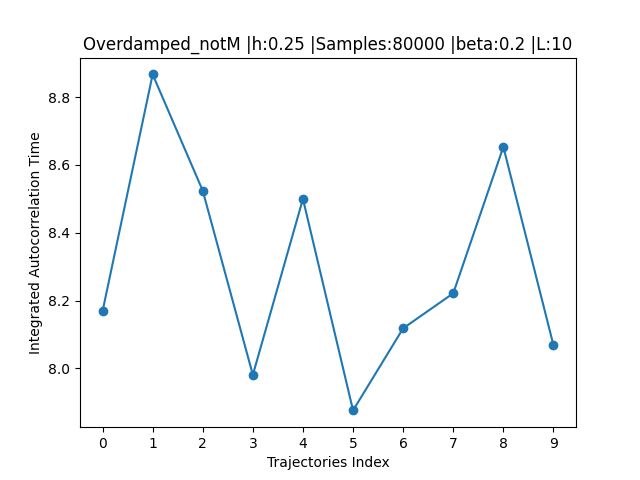 Overdamped_notM |h:0.25 |Samples:80000 |beta:0.2 |L:10
Integrated Autocorrelation Time
8.8
8.6
8.4
8.2
8.0
0 1 2 3 4 5 6 7 8 9
Trajectories Index